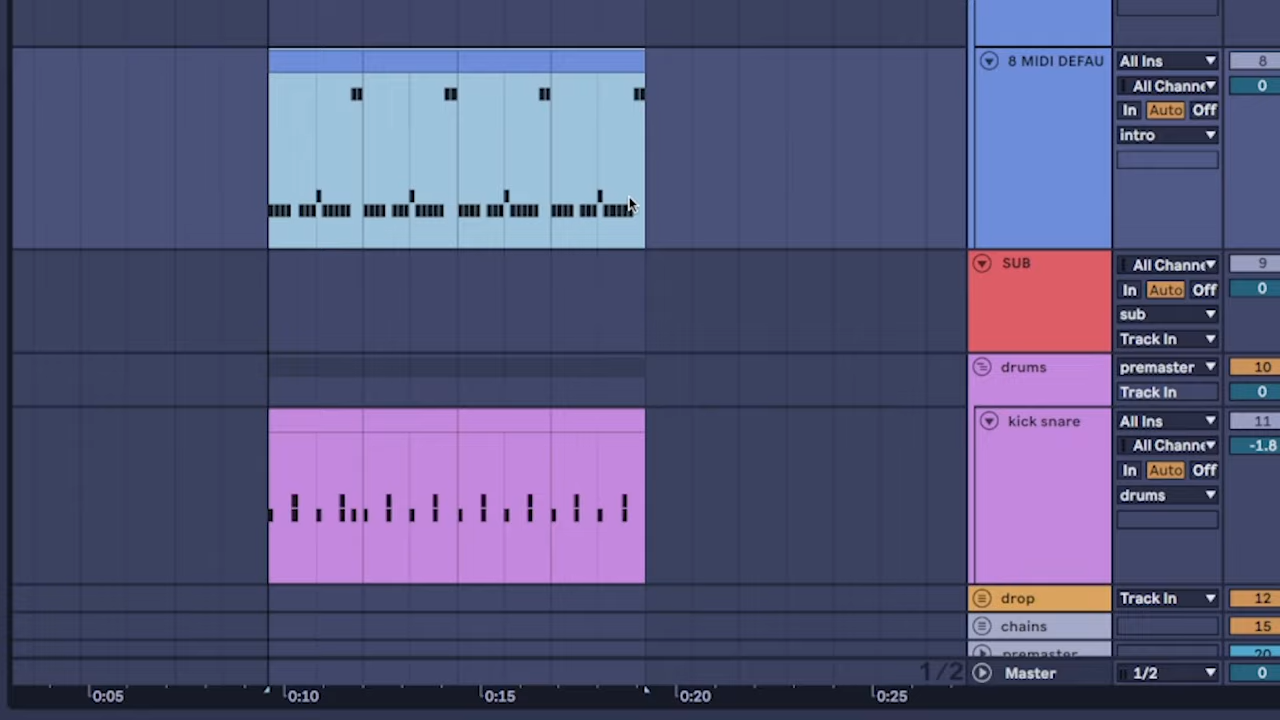 8 MIDI DEFAU
All Ins
8
All Channe
0
In Auto Off
intro
SUB
All Channe
9
In Auto Off
0
sub
Track In
drums
premaster
10
Track In
0
kick snare
All Ins
11
All Channe
-1.8
In Auto Off
drums
drop
Track In
12
chains
15
premaster
20
1/2
Master
1/2
0
0:05
0:10
0:15
0:20
0:25